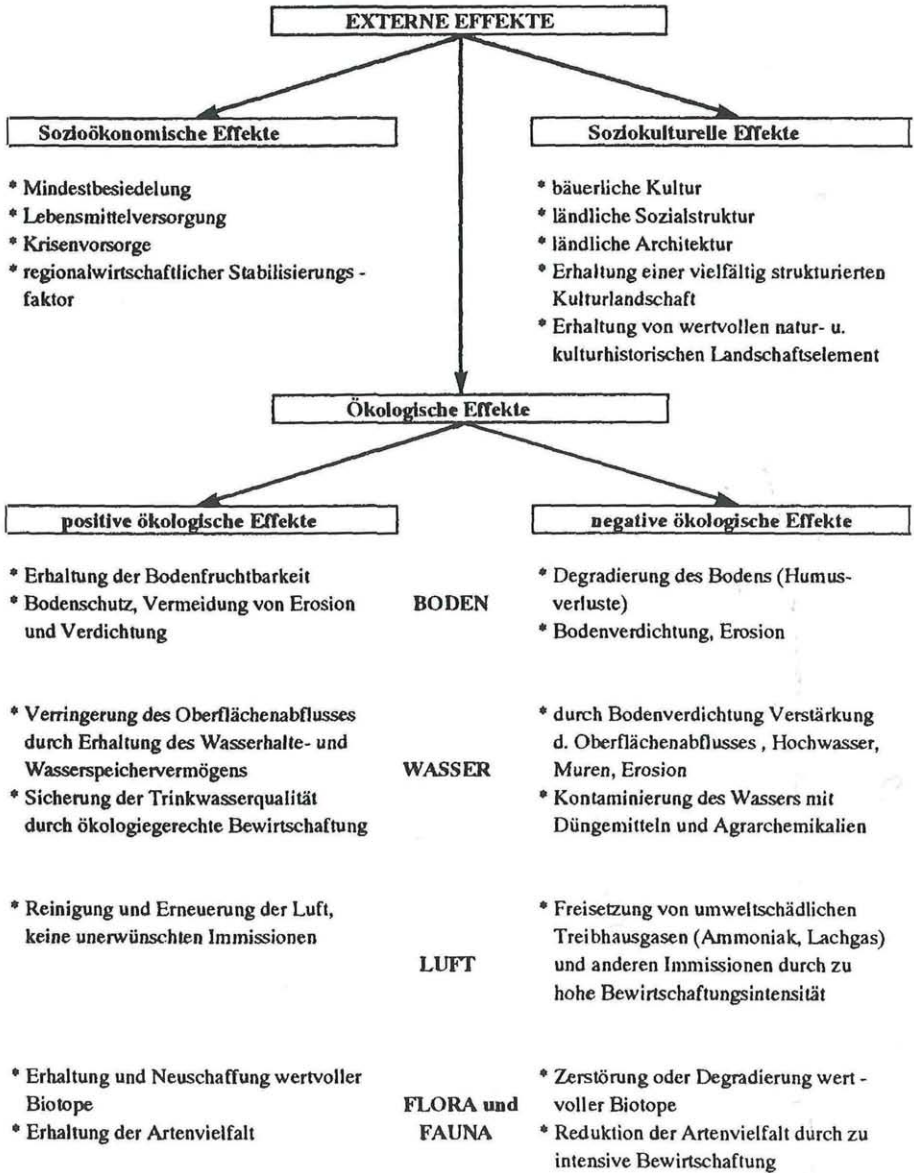 EXTERNE EFFEKTE
Sozioökonomische Effekte
* Mindestbesiedelung
* Lebensmittelversorgung
* Krisenvorsorge
* regionalwirtschaftlicher Stabilisierungs -
faktor
Soziokulturelle Effekte
* bäuerliche Kultur
* ländliche Sozialstruktur
* ländliche Architektur
* Erhaltung einer vielfältig strukturierten
Kulturlandschaft
* Erhaltung von wertvollen natur- u.
kulturhistorischen Landschaftselement
Ökologische Effekte
positive ökologische Effekte
negative ökologische Effekte
* Erhaltung der Bodenfruchtbarkeit
* Bodenschutz, Vermeidung von Erosion
und Verdichtung
BODEN
* Degradierung des Bodens (Humus-
verluste)
* Bodenverdichtung, Erosion
* Verringerung des Oberflächenabflusses
durch Erhaltung des Wasserhalte- und
Wasserspeichervermögens
* Sicherung der Trinkwasserqualität
durch ökologiegerechte Bewirtschaftung
WASSER
* durch Bodenverdichtung Verstärkung
d. Oberflächenabflusses , Hochwasser,
Muren, Erosion
* Kontaminierung des Wassers mit
Düngemitteln und Agrarchemikalien
* Reinigung und Erneuerung der Luft,
keine unerwünschten Immissionen
LUFT
* Freisetzung von umweltschädlichen
Treibhausgasen (Ammoniak, Lachgas)
und anderen Immissionen durch zu
hohe Bewirtschaftungsintensität
* Erhaltung und Neuschaffung wertvoller
Biotope
* Erhaltung der Artenvielfalt
FLORA und
FAUNA
* Zerstörung oder Degradierung wert -
voller Biotope
* Reduktion der Artenvielfalt durch zu
intensive Bewirtschaftung